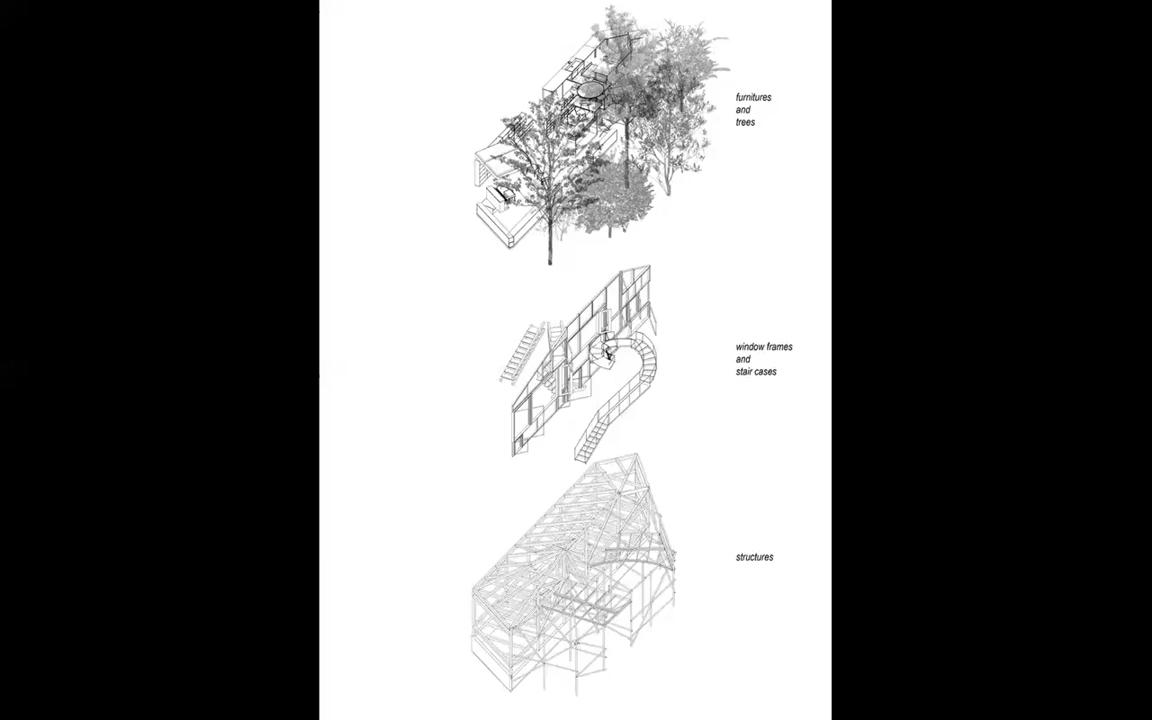 furnitures
and
trees
window frames
and
stair cases
structures